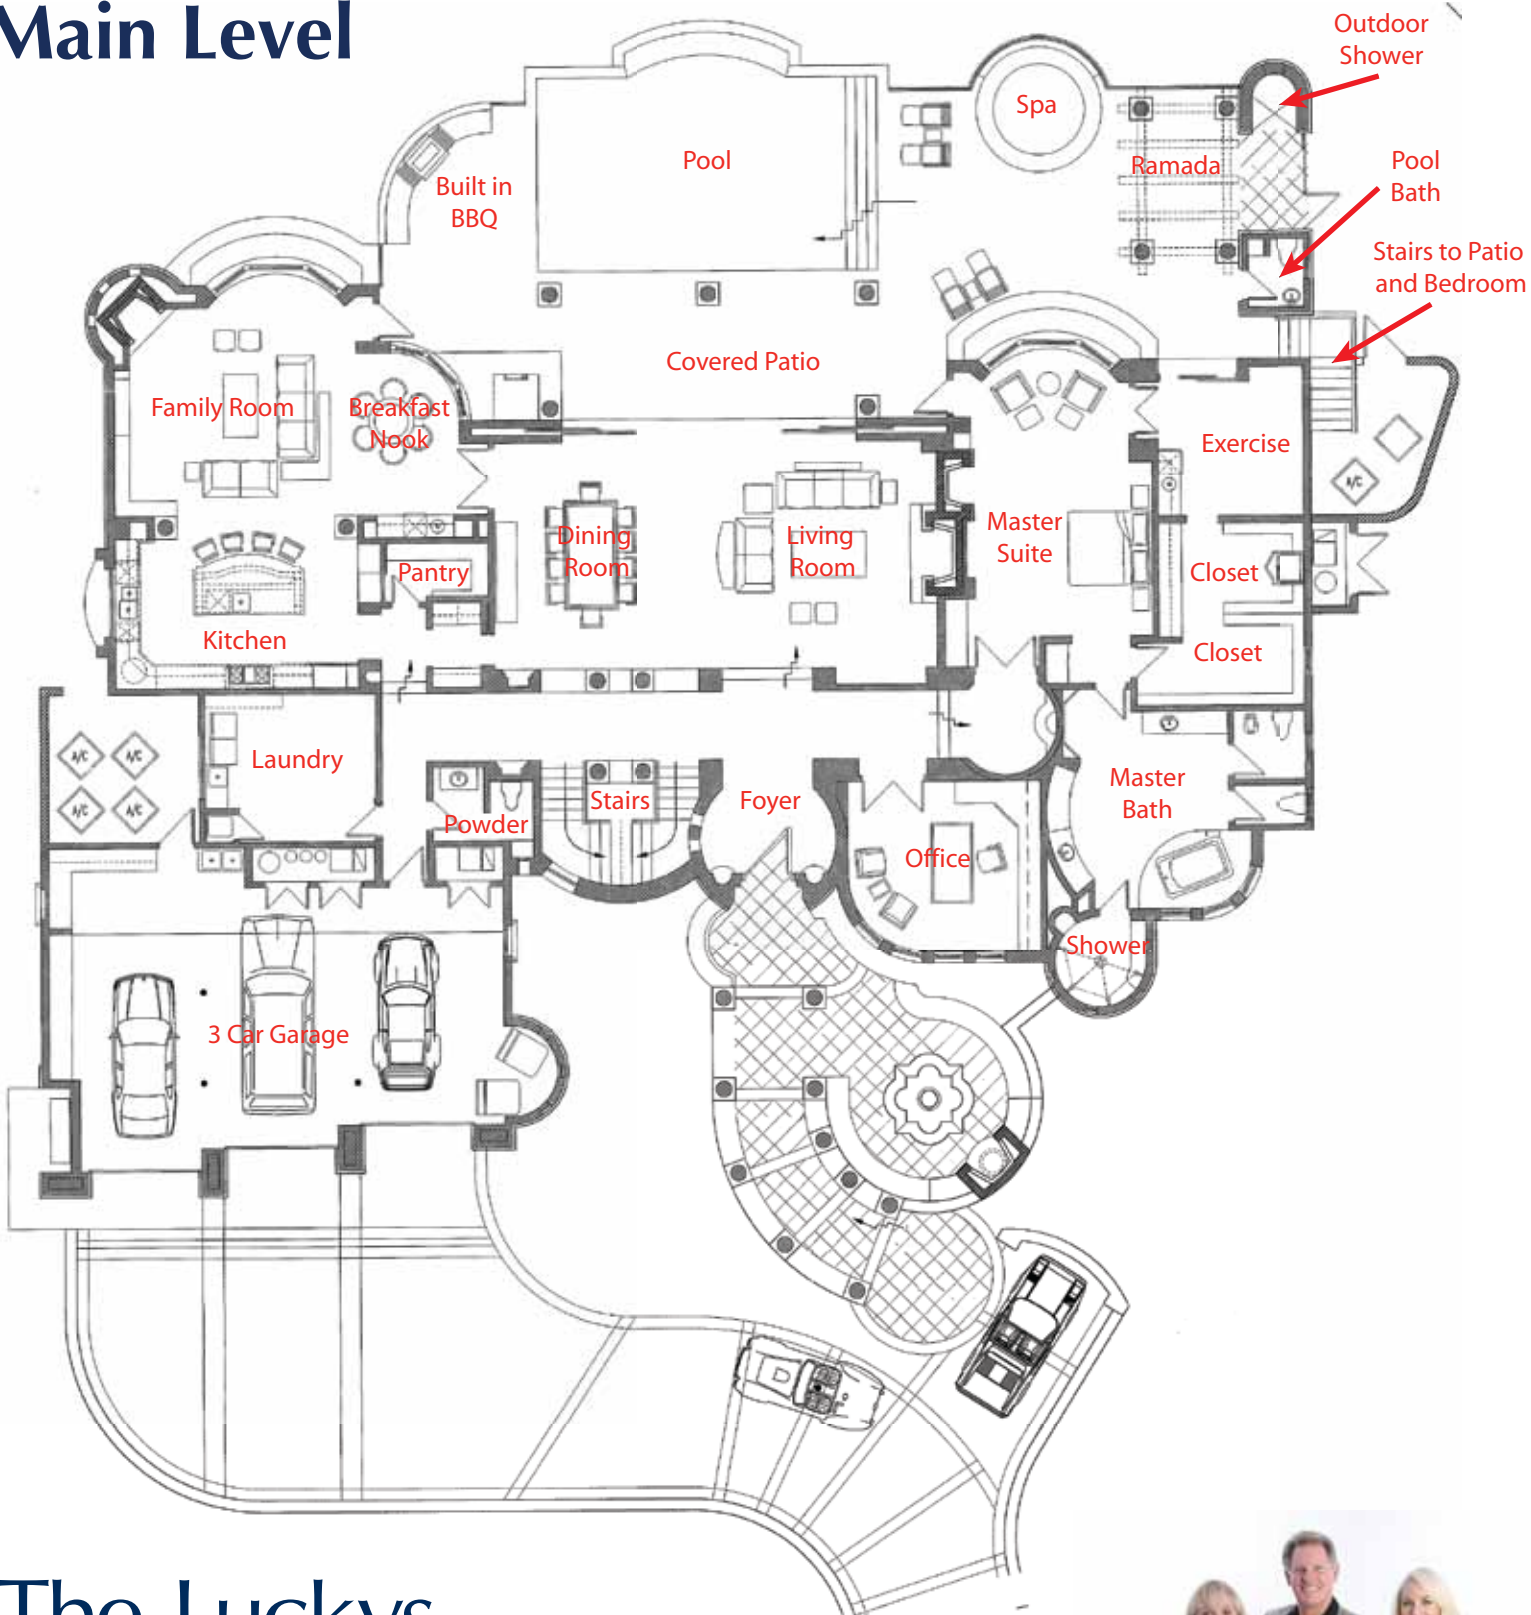 Main Level
Outdoor
Shower
Spa
Pool
Ramada
Pool
Bath
Built in
BBQ
Stairs to Patio
and Bedroom
Covered Patio
Family Room
Breakfast
Nook
Exercise
A/C
Dining
Room
Living
Room
Master
Suite
Pantry
Closet
Kitchen
Closet
A/C
A/C
Laundry
Master
Bath
A/C
A/C
Stairs
Foyer
Powder
Office
Shower
3 Car Garage
The Luckys